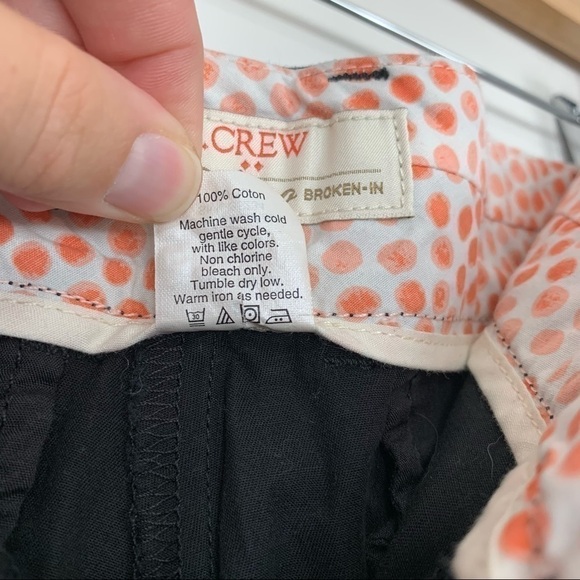 .CREW
BROKEN-IN
100% Coton
Machine wash cold
gentle cycle,
with like colors.
Non chlorine
bleach only.
Tumble dry low.
Warm iron as needed.
30